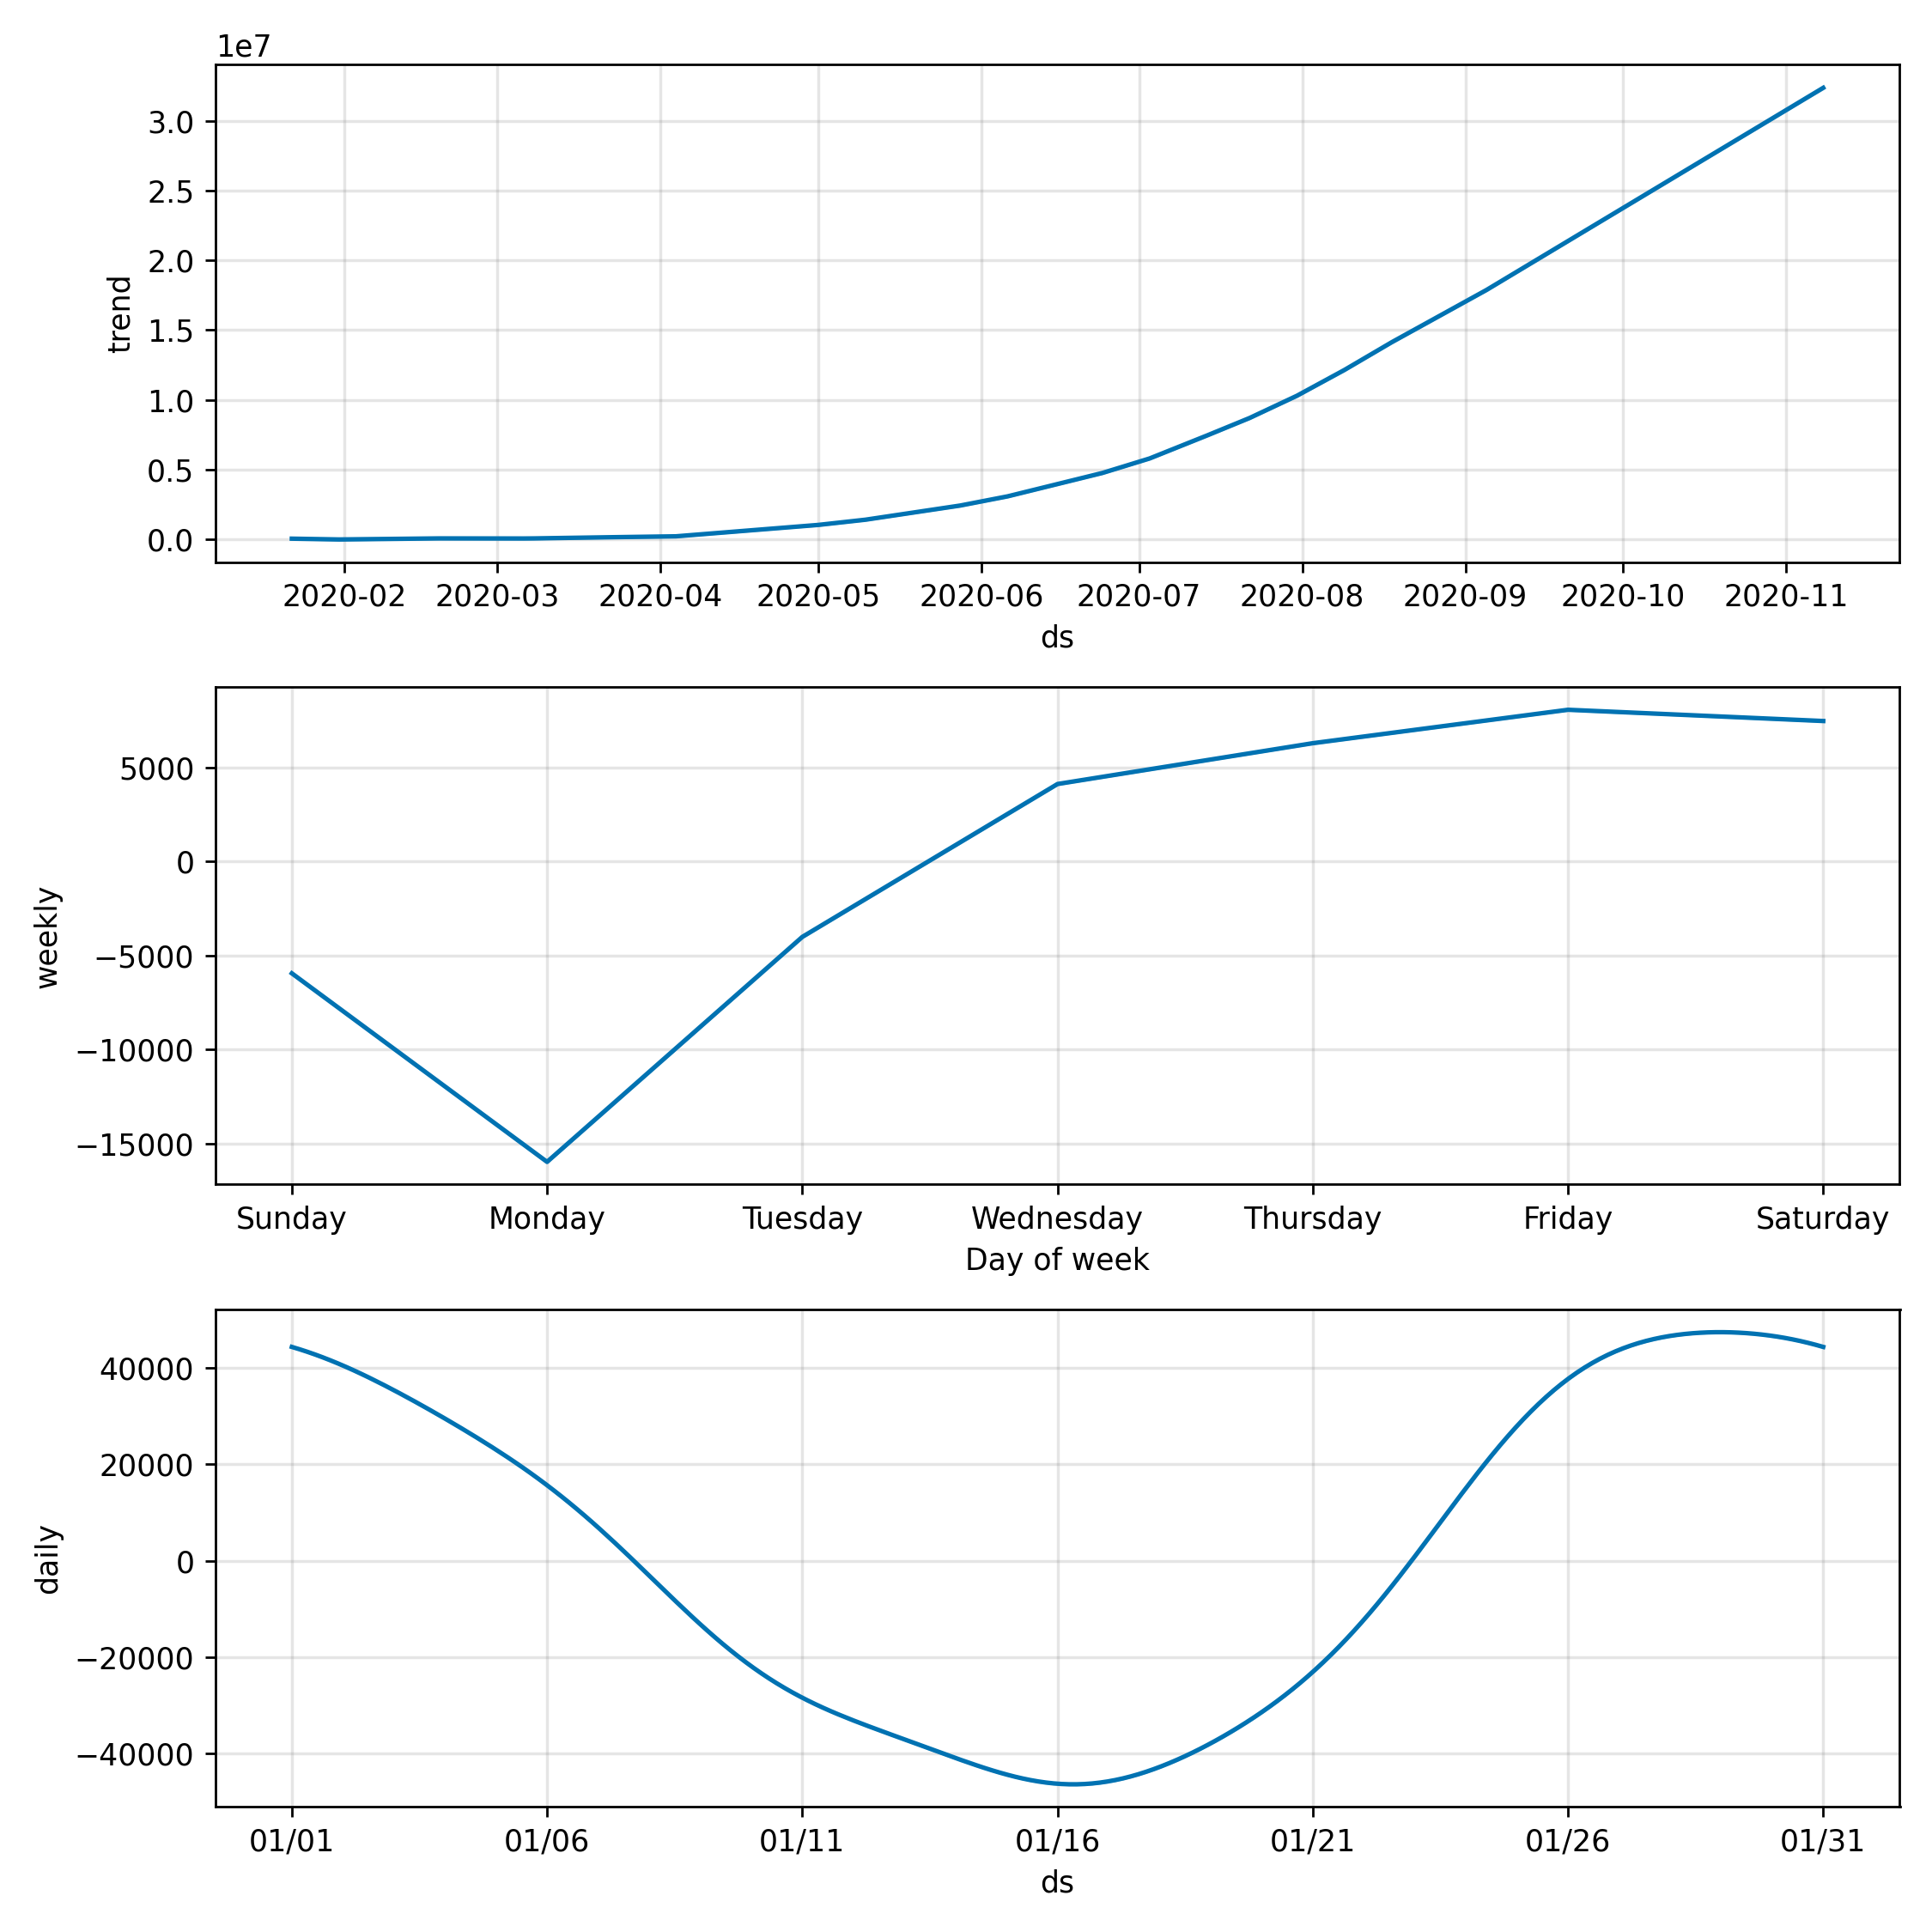 1e7
3.0
2.5
2.0
1.5
1.0
0.5
0.0
trend
2020-02 2020-03 2020-04 2020-05 2020-06 2020-07 2020-08 2020-09 2020-10 2020-11
ds
5000
0
−5000
−10000
−15000
weekly
Sunday Monday Tuesday Wednesday Thursday Friday Saturday
Day of week
40000
20000
0
−20000
−40000
daily
01/01 01/06 01/11 01/16 01/21 01/26 01/31
ds